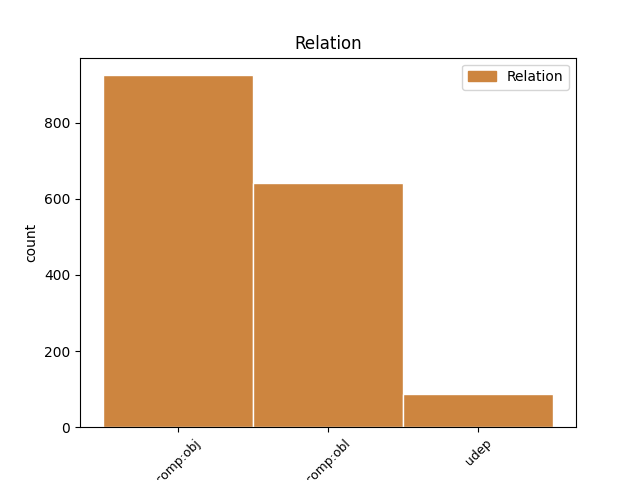 Relation
Relation
count
800
600
400
200
0
comp:obj
comp:obl
udep